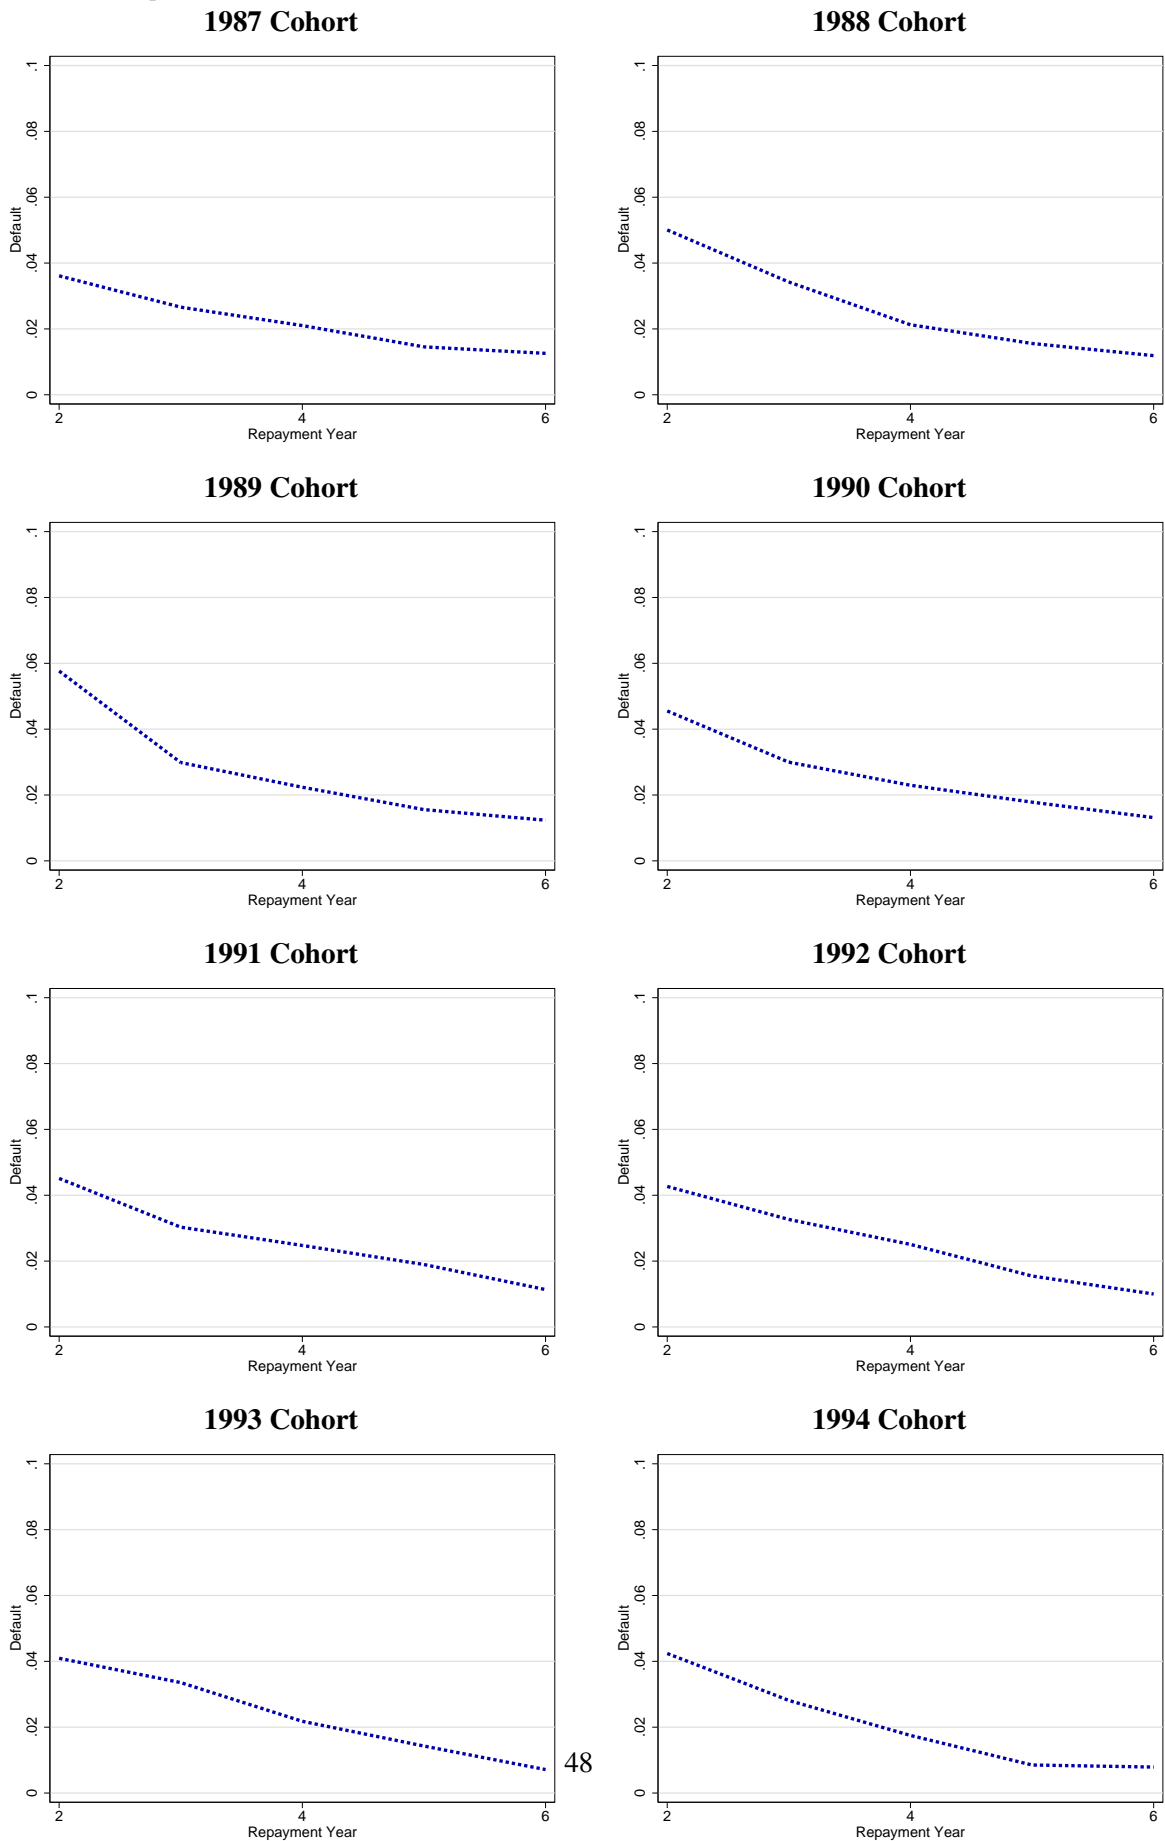 1987 Cohort
.1
.08
.06
.04
.02
0
Default
2 4 6
Repayment Year
1988 Cohort
.1
.08
.06
.04
.02
0
Default
2 4 6
Repayment Year
1989 Cohort
.1
.08
.06
.04
.02
0
Default
2 4 6
Repayment Year
1990 Cohort
.1
.08
.06
.04
.02
0
Default
2 4 6
Repayment Year
1991 Cohort
.1
.08
.06
.04
.02
0
Default
2 4 6
Repayment Year
1992 Cohort
.1
.08
.06
.04
.02
0
Default
2 4 6
Repayment Year
1993 Cohort
.1
.08
.06
.04
.02
0
Default
2 4 6
Repayment Year
1994 Cohort
.1
.08
.06
.04
.02
0
Default
2 4 6
Repayment Year
48